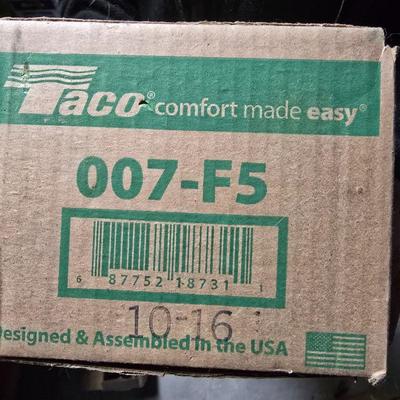 Taco® comfort made easy®
007-F5
6 87752 18731 1
10-16
Designed & Assembled in the USA